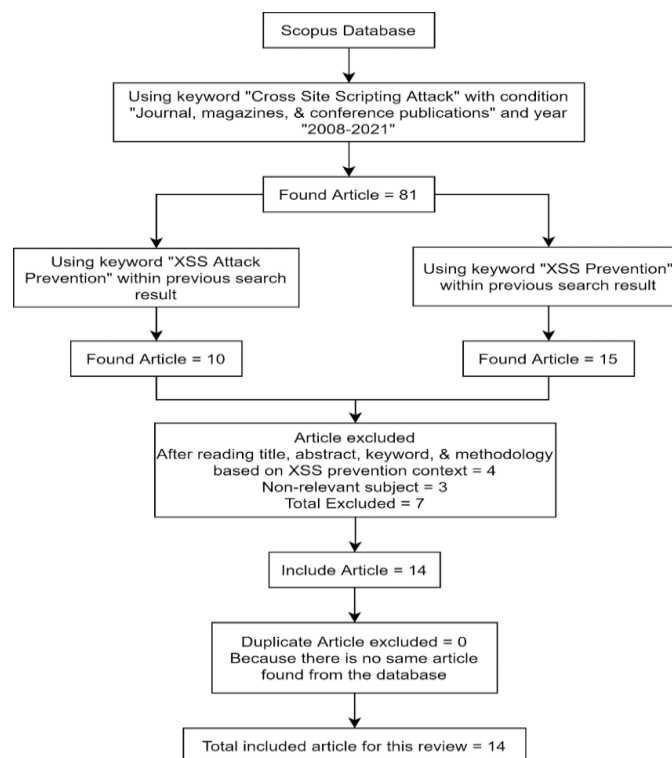 Scopus Database
Using keyword "Cross Site Scripting Attack" with condition
"Journal, magazines, & conference publications" and year
"2008-2021"
Found Article = 81
Using keyword "XSS Attack
Prevention" within previous search
result
Using keyword "XSS Prevention"
within previous search result
Found Article = 10
Found Article = 15
Article excluded
After reading title, abstract, keyword, & methodology
based on XSS prevention context = 4
Non-relevant subject = 3
Total Excluded = 7
Include Article = 14
Duplicate Article excluded = 0
Because there is no same article
found from the database
Total included article for this review = 14